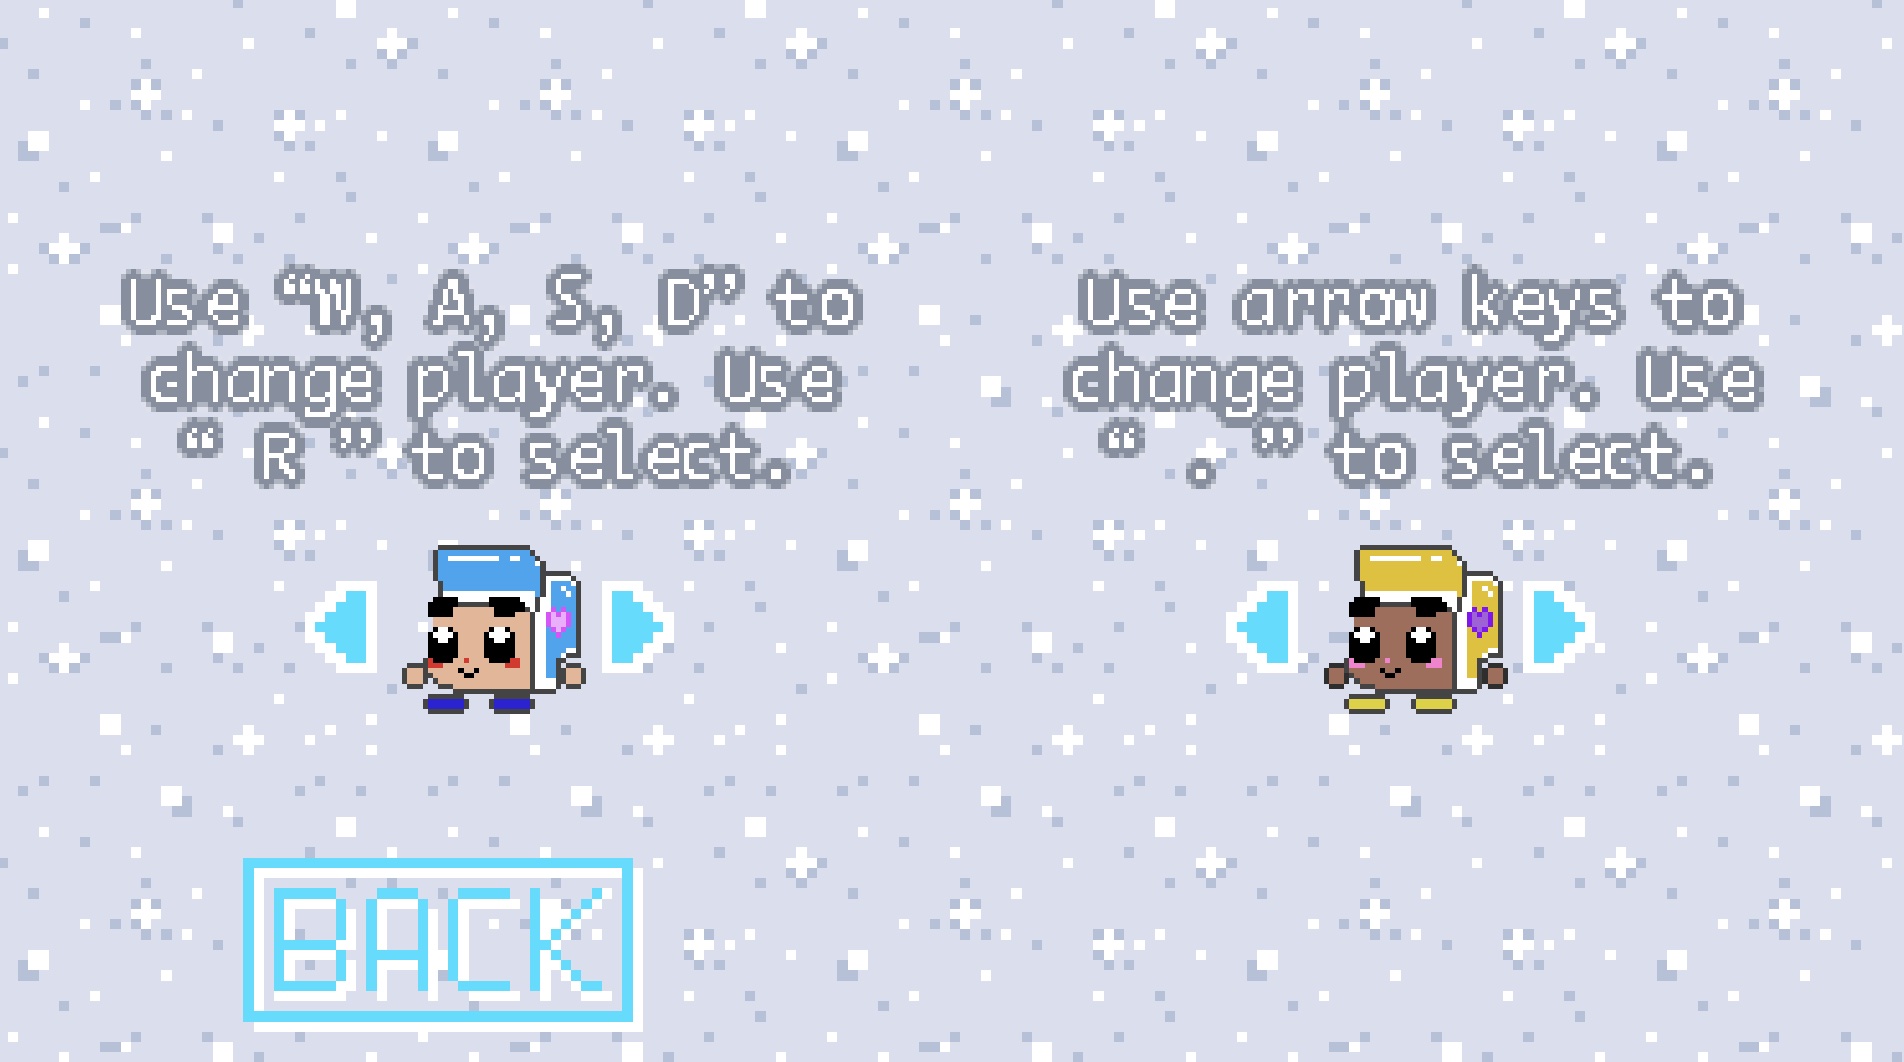 Use “W, A, S, D” to
change player. Use
“ R ” to select.
Use arrow keys to
change player. Use
“ . ” to select.
BACK